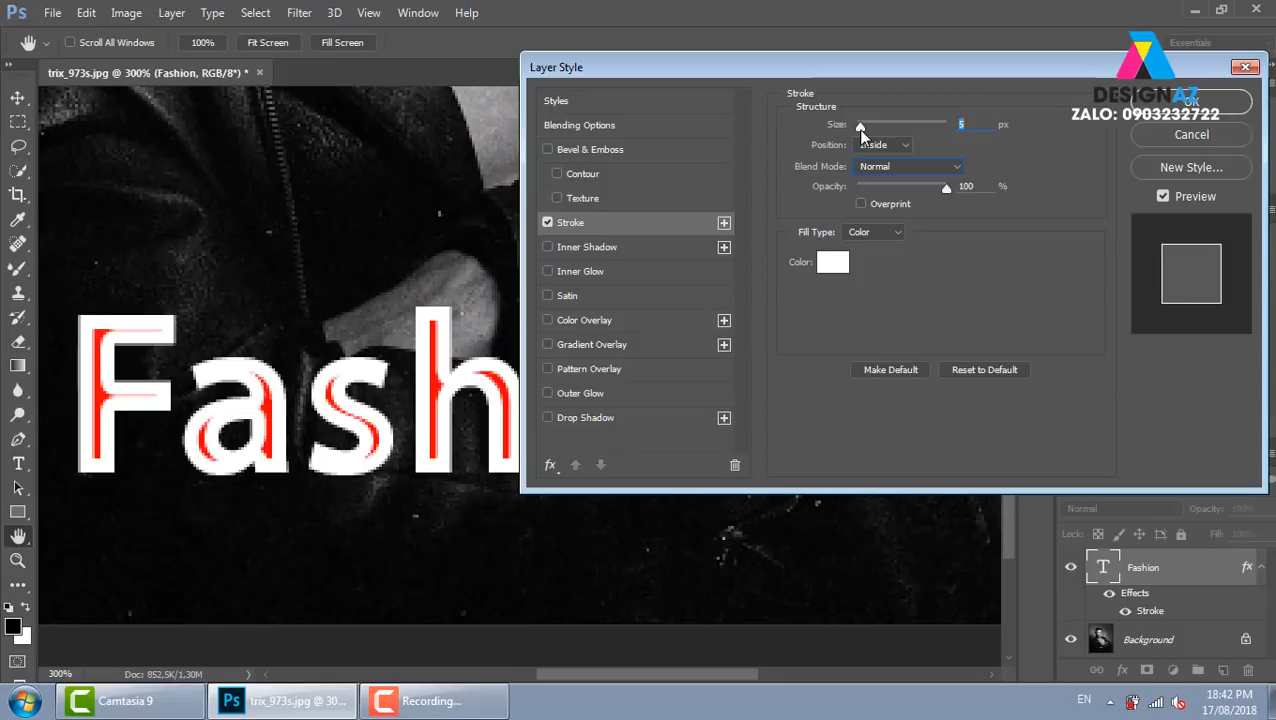 Ps File Edit Image Layer Type Select Filter 3D View Window Help
Scroll All Windows 100% Fit Screen Fill Screen Essentials
trix_973s.jpg @ 300% (Fashion, RGB/8*) *
Layer Style
DESIGNAZ
ZALO: 0903232722
Styles
Blending Options
Bevel & Emboss
Contour
Texture
Stroke
Inner Shadow
Inner Glow
Satin
Color Overlay
Gradient Overlay
Pattern Overlay
Outer Glow
Drop Shadow
fx
Stroke
Structure
Size: 5 px
Position: Inside
Blend Mode: Normal
Opacity: 100 %
Overprint
Fill Type: Color
Color:
Make Default Reset to Default
OK
Cancel
New Style...
Preview
Fash
Normal Opacity: 100%
Lock: Fill: 100%
T Fashion fx
Effects
Stroke
Background
fx
300% Doc: 852,5K/1,30M
Camtasia 9
Ps trix_973s.jpg @ 30...
Recording...
EN
18:42 PM
17/08/2018